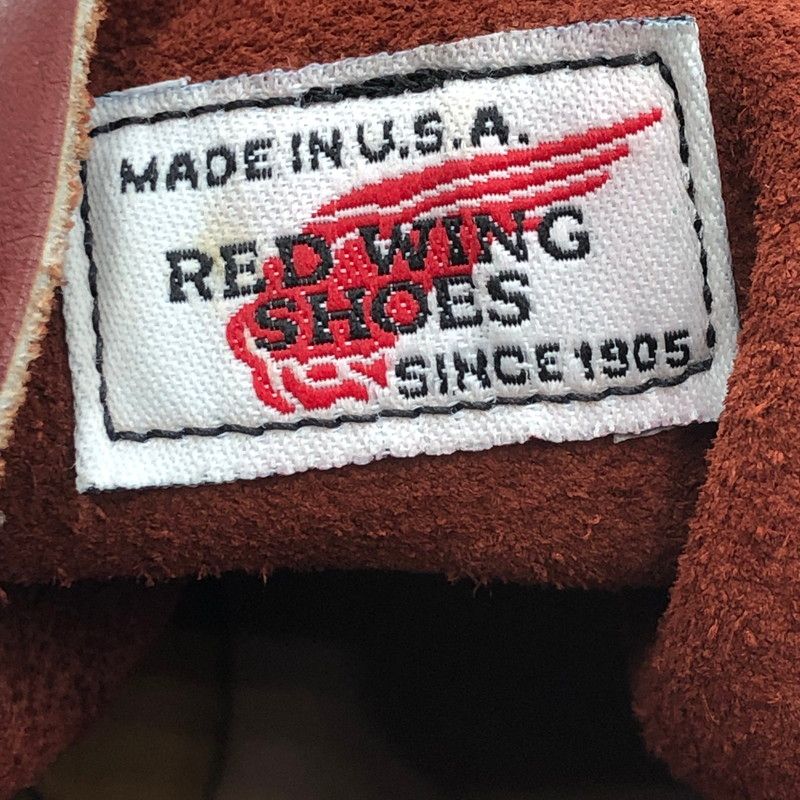 MADE IN U.S.A.
RED WING
SHOES
SINCE 1905